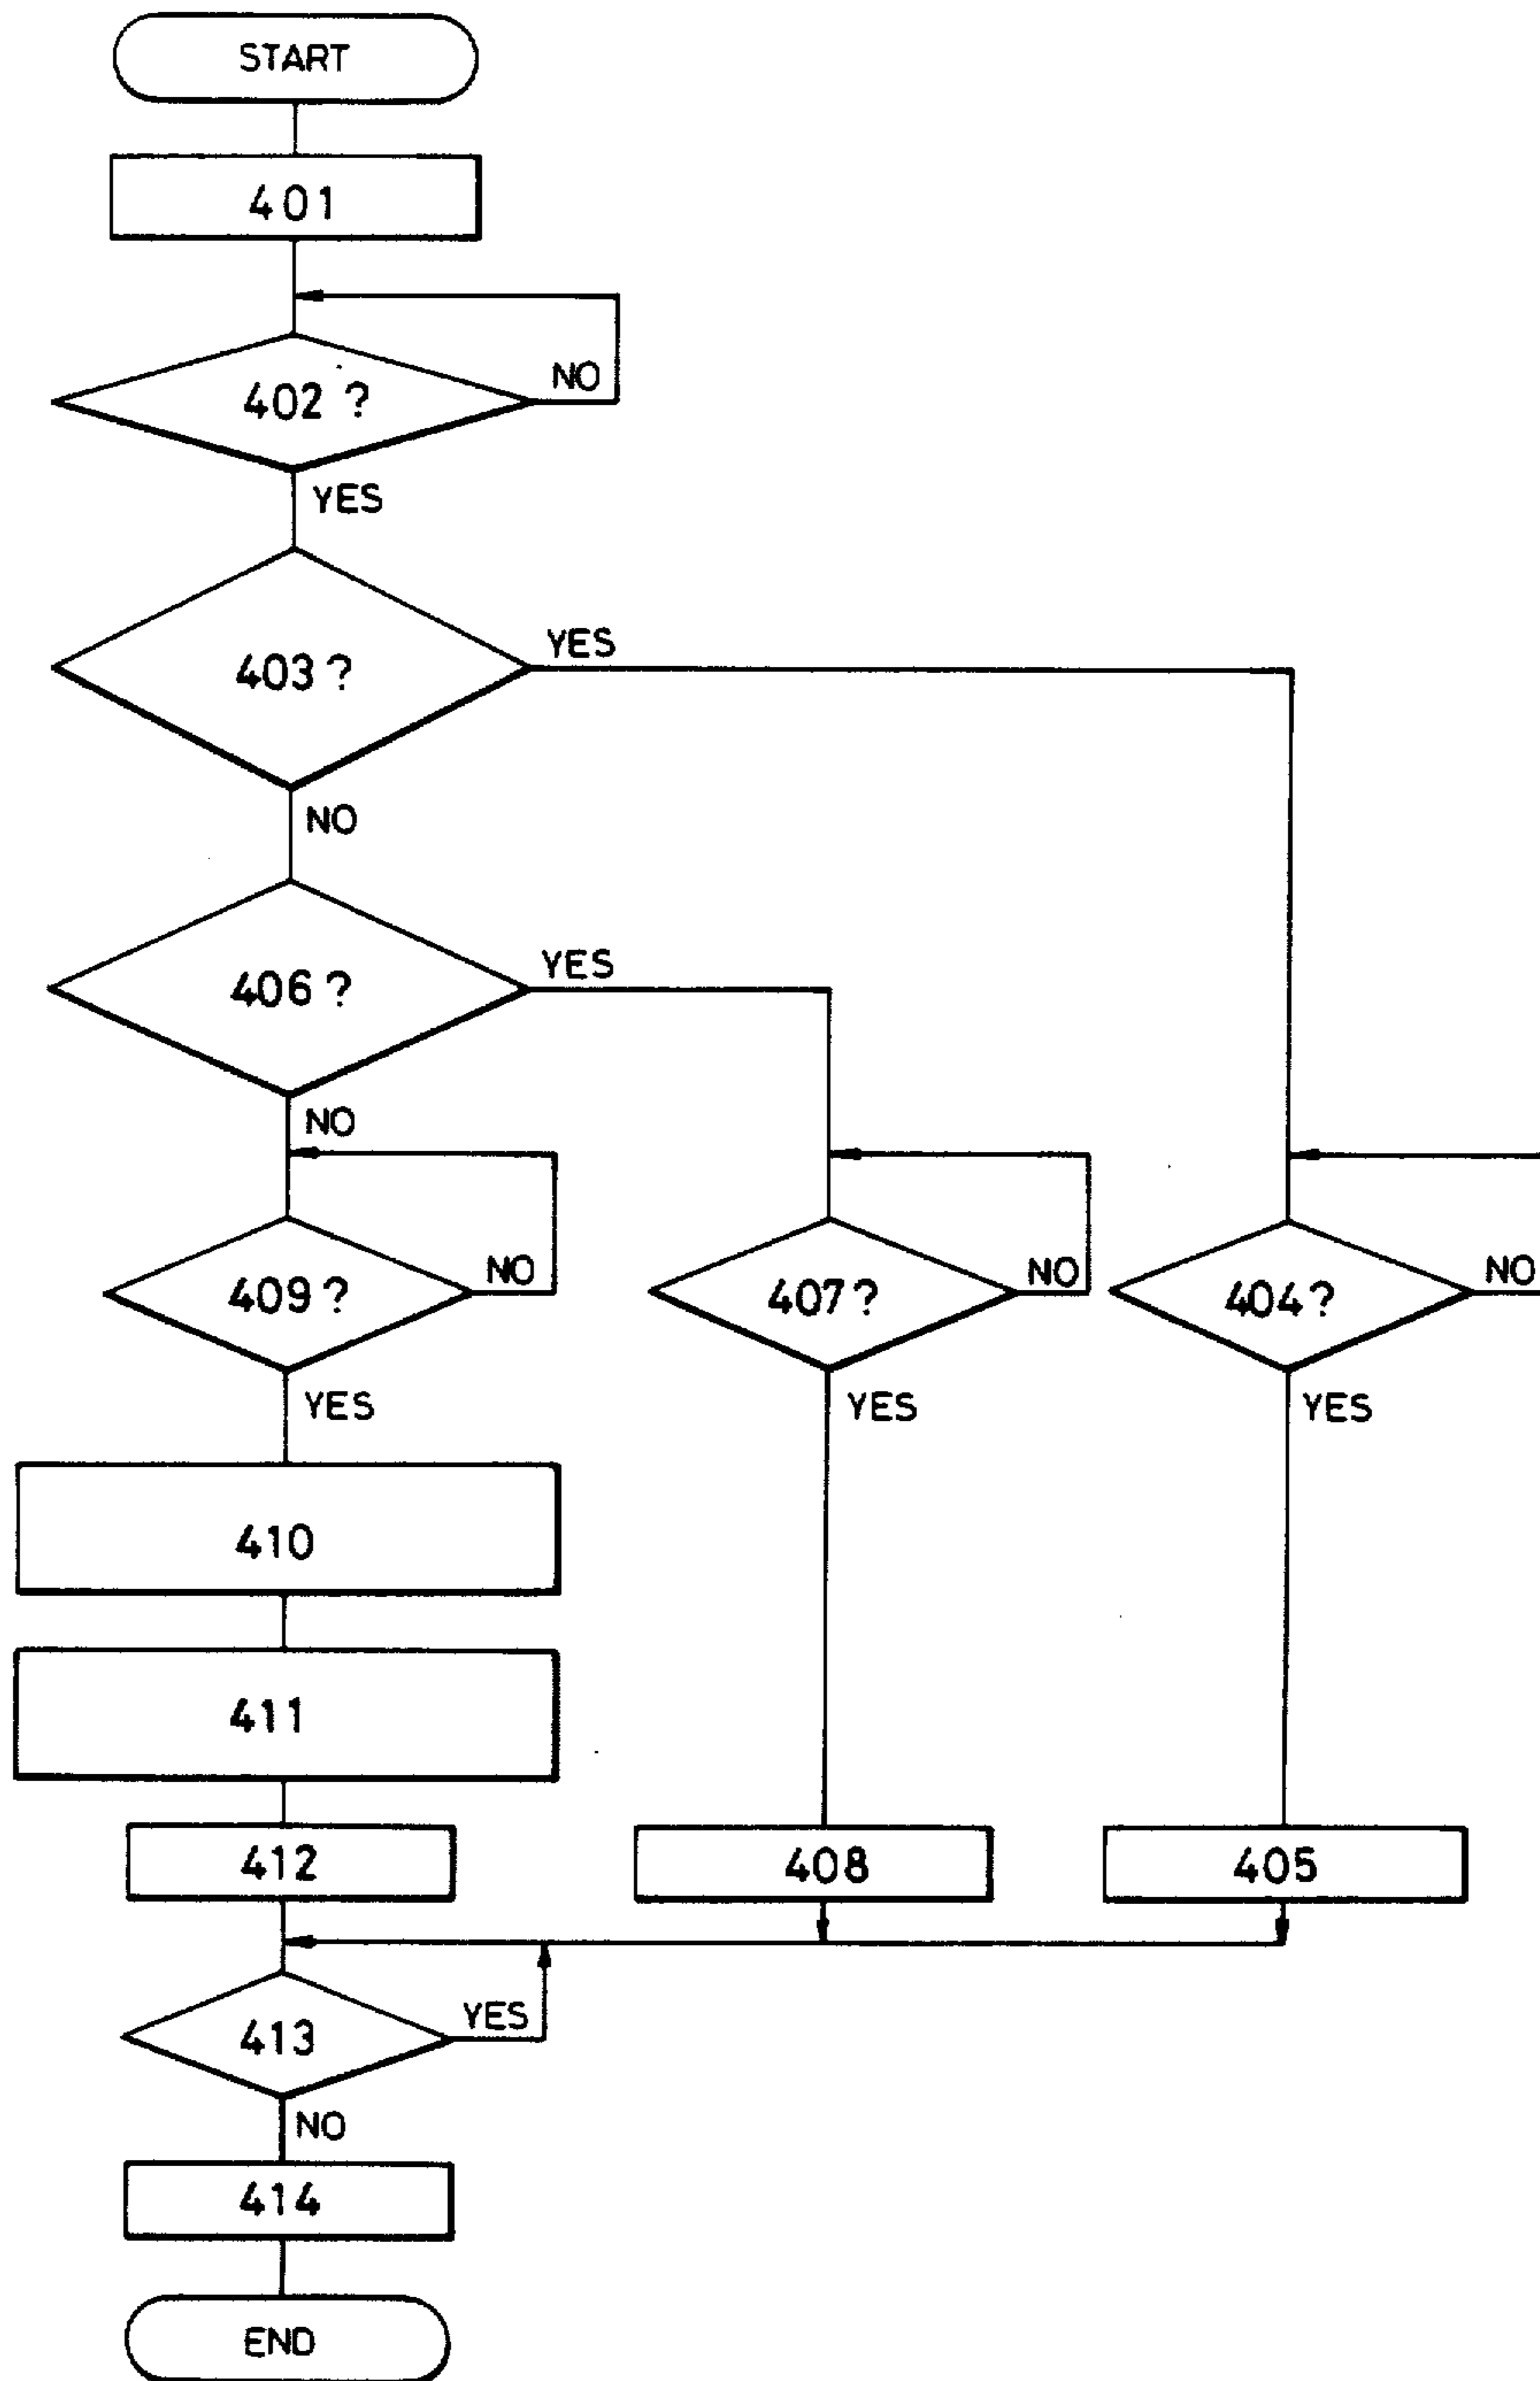 START
401
402 ?
NO
YES
403 ?
YES
NO
406 ?
YES
NO
409 ?
NO
407 ?
NO
404 ?
NO
YES
YES
YES
410
411
412
408
405
413
YES
NO
414
END